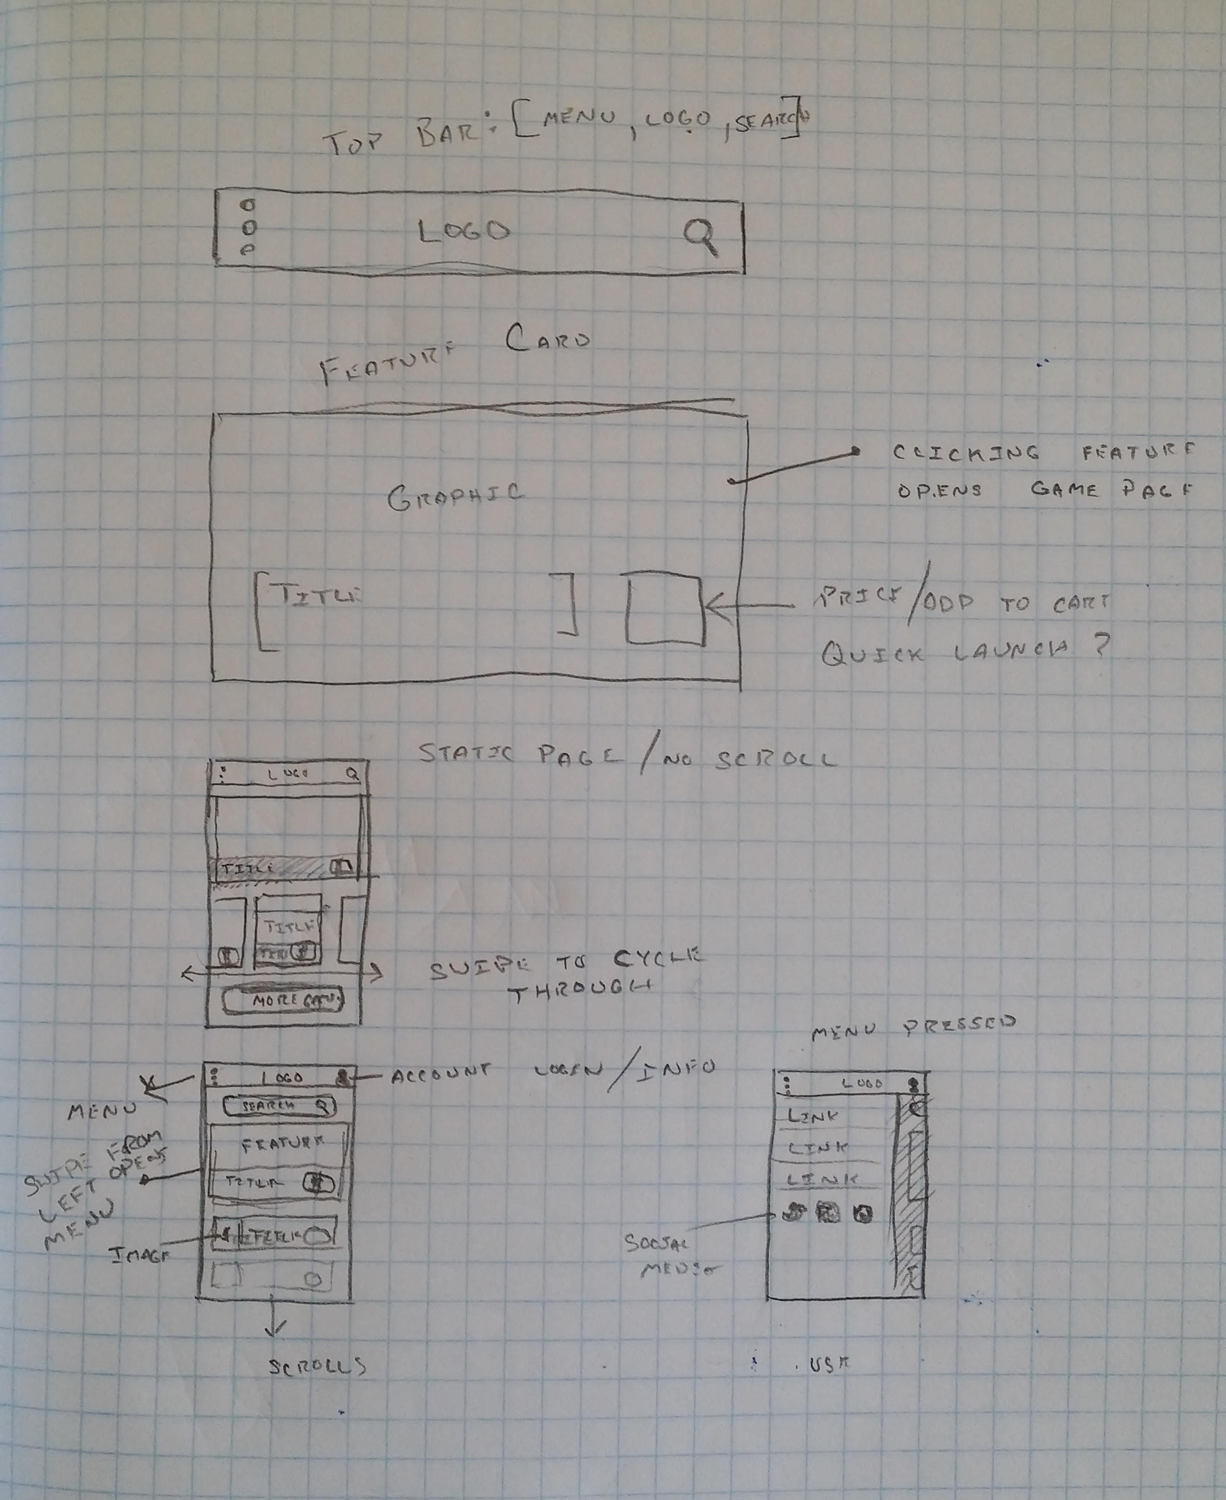 TOP BAR: [MENU, LOGO, SEARCH]
LOGO
FEATURE CARD
GRAPHIC
CLICKING FEATURE
OPENS GAME PAGE
[TITLE ]
PRICE/ADD TO CART
QUICK LAUNCH?
STATIC PAGE/NO SCROLL
LOGO
TITLE
TITLE
SWIPE TO CYCLE
THROUGH
MORE
MENU PRESSED
LOGO
ACCOUNT LOGIN/INFO
MENU
SEARCH
FEATURE
TITLE
SWIPE FROM
LEFT OPENS
MENU
IMAGE
TITLE
SCROLLS
LOGO
LINK
LINK
LINK
SOCIAL
MEDIA